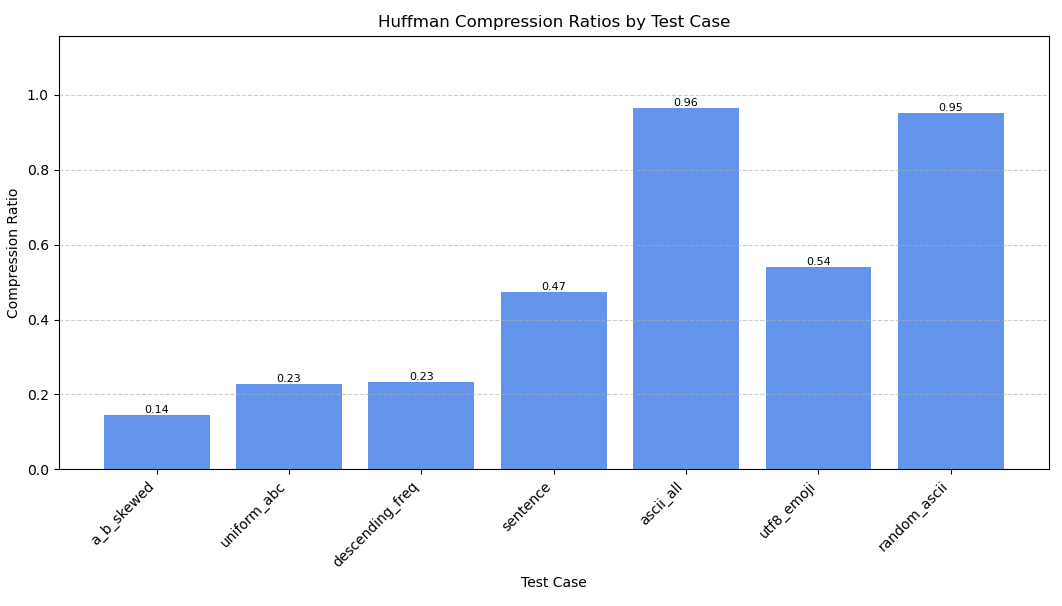 Huffman Compression Ratios by Test Case
Compression Ratio
1.0
0.8
0.6
0.4
0.2
0.0
0.14
0.23
0.23
0.47
0.96
0.54
0.95
a_b_skewed
uniform_abc
descending_freq
sentence
ascii_all
utf8_emoji
random_ascii
Test Case